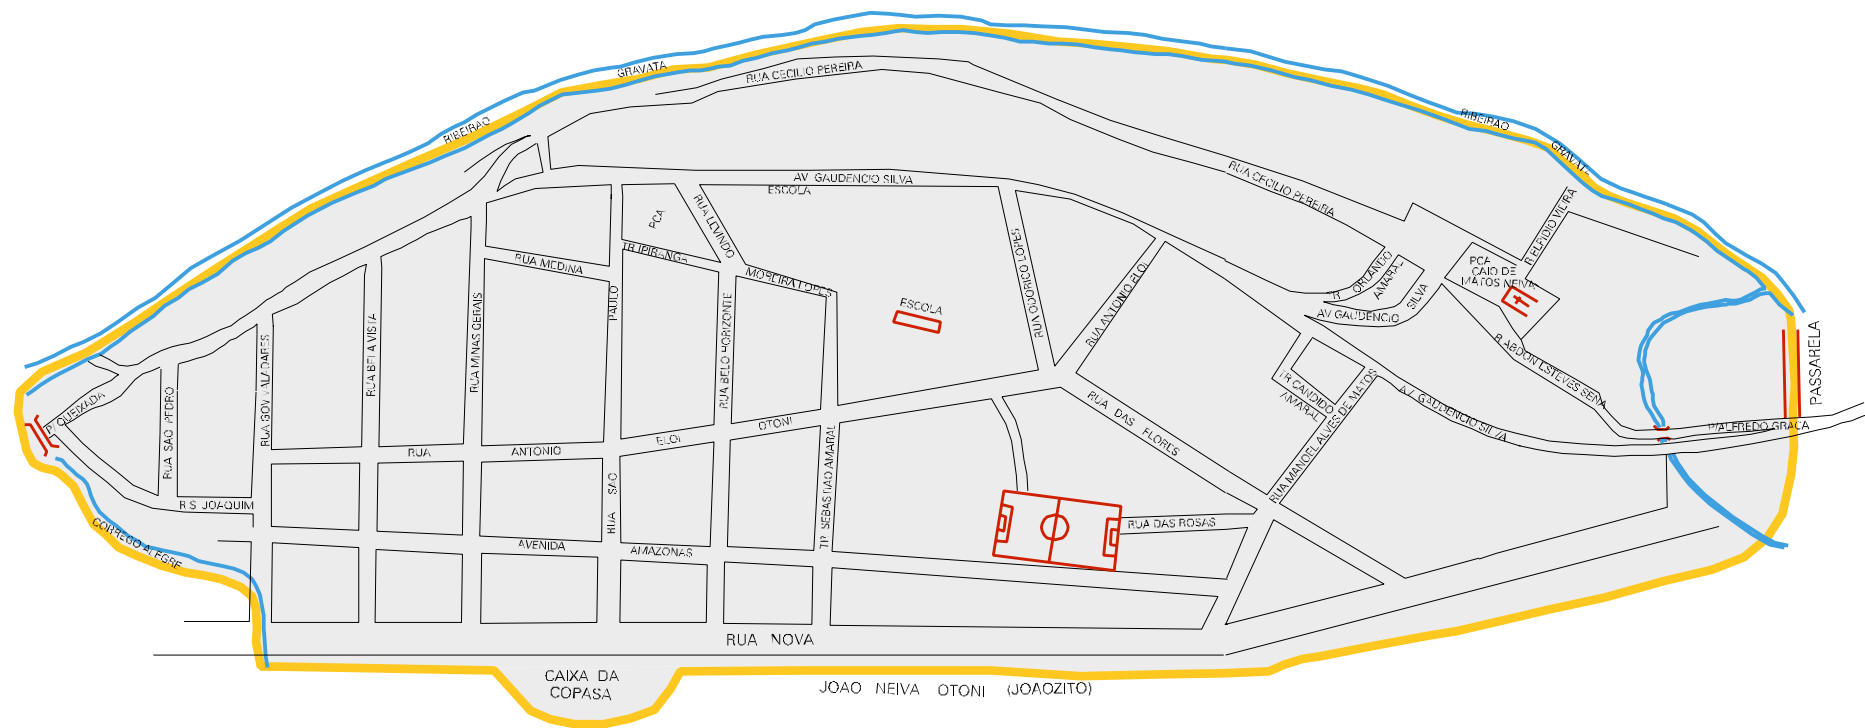 GRAVATA
RIBEIRAO
RUA CECILIO PEREIRA
RIBEIRAO
GRAVATA
AV GAUDENCIO SILVA
ESCOLA
RUA CECILIO PEREIRA
R ELPIDIO VIEIRA
PCA
RUA LEVINDO
MOREIRA LOPES
TR IPIRANGA
RUA MEDINA
RUA ODORICO LOPES
RUA ANTONIO ELOI
TR ORLANDO
AMARAL
AV GAUDENCIO SILVA
PCA
CAIO DE
MATOS NEIVA
R ABDON ESTEVES SENA
ESCOLA
PASSARELA
RUA SAO PAULO
RUA BELO HORIZONTE
RUA MINAS GERAIS
RUA BELA VISTA
RUA GOV VALADARES
RUA SAO PEDRO
P/ QUEIXADA
R S JOAQUIM
RUA ANTONIO ELOI OTONI
TR SEBASTIAO AMARAL
RUA DAS FLORES
TR CANDIDO
AMARAL
RUA MANOEL ALVES DE MATOS
AV GAUDENCIO SILVA
P/ALFREDO GRACA
RUA DAS ROSAS
CORREGO ALEGRE
AVENIDA AMAZONAS
RUA NOVA
CAIXA DA
COPASA
JOAO NEIVA OTONI (JOAOZITO)